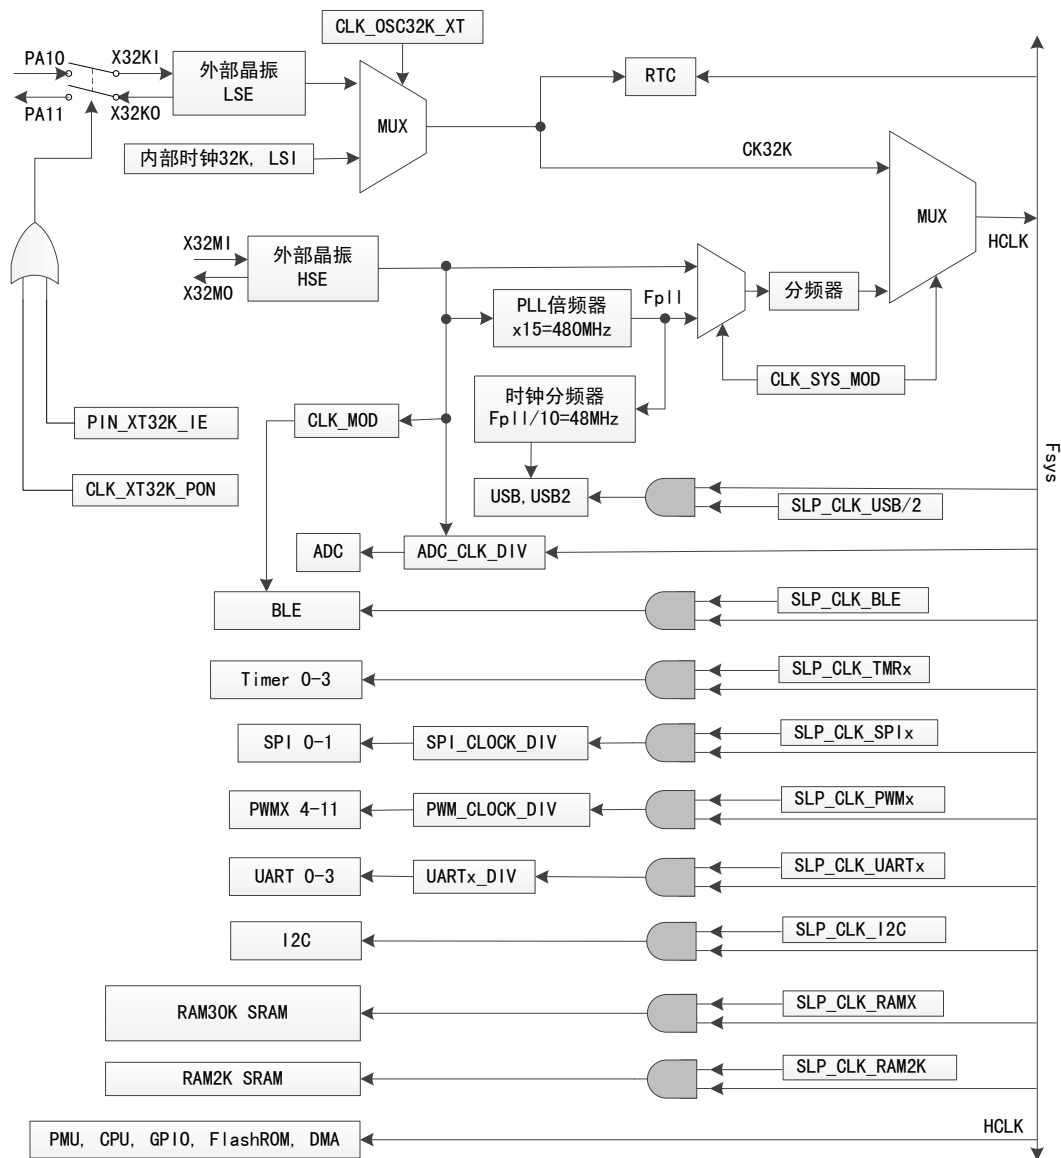 CLK_OSC32K_XT
PA10
X32KI
外部晶振
LSE
RTC
PA11
X32KO
MUX
内部时钟32K, LSI
CK32K
MUX
HCLK
X32MI
外部晶振
HSE
X32MO
PLL倍频器
x15=480MHz
Fpll
分频器
CLK_SYS_MOD
时钟分频器
Fpll/10=48MHz
PIN_XT32K_IE
CLK_MOD
CLK_XT32K_PON
Fsys
USB,USB2
SLP_CLK_USB/2
ADC
ADC_CLK_DIV
BLE
SLP_CLK_BLE
Timer 0-3
SLP_CLK_TMRx
SPI 0-1
SPI_CLOCK_DIV
SLP_CLK_SPIx
PWMX 4-11
PWM_CLOCK_DIV
SLP_CLK_PWMx
UART 0-3
UARTx_DIV
SLP_CLK_UARTx
I2C
SLP_CLK_I2C
RAM30K SRAM
SLP_CLK_RAMX
RAM2K SRAM
SLP_CLK_RAM2K
PMU, CPU, GPIO, FlashROM, DMA
HCLK